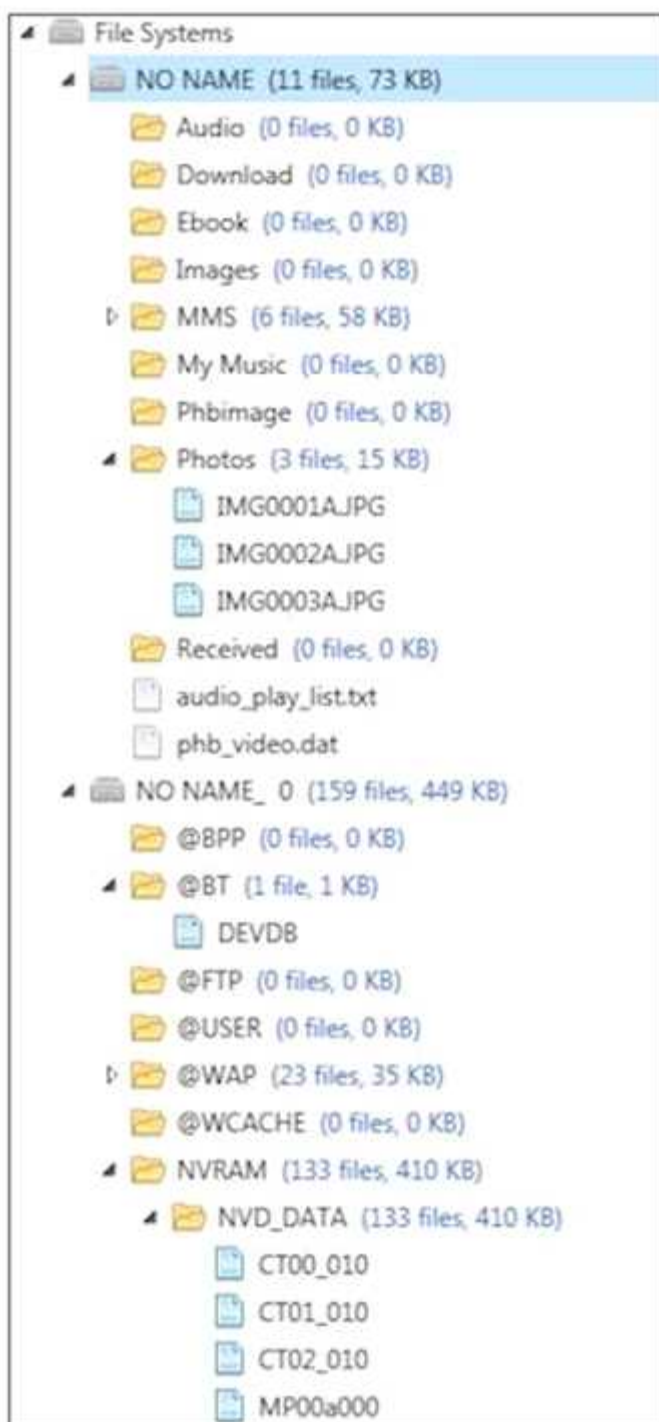 File Systems
NO NAME (11 files, 73 KB)
Audio (0 files, 0 KB)
Download (0 files, 0 KB)
Ebook (0 files, 0 KB)
Images (0 files, 0 KB)
MMS (6 files, 58 KB)
My Music (0 files, 0 KB)
Phbimage (0 files, 0 KB)
Photos (3 files, 15 KB)
IMG0001A.JPG
IMG0002A.JPG
IMG0003A.JPG
Received (0 files, 0 KB)
audio_play_list.txt
phb_video.dat
NO NAME_ 0 (159 files, 449 KB)
@BPP (0 files, 0 KB)
@BT (1 file, 1 KB)
DEVDB
@FTP (0 files, 0 KB)
@USER (0 files, 0 KB)
@WAP (23 files, 35 KB)
@WCACHE (0 files, 0 KB)
NVRAM (133 files, 410 KB)
NVD_DATA (133 files, 410 KB)
CT00_010
CT01_010
CT02_010
MP00a000